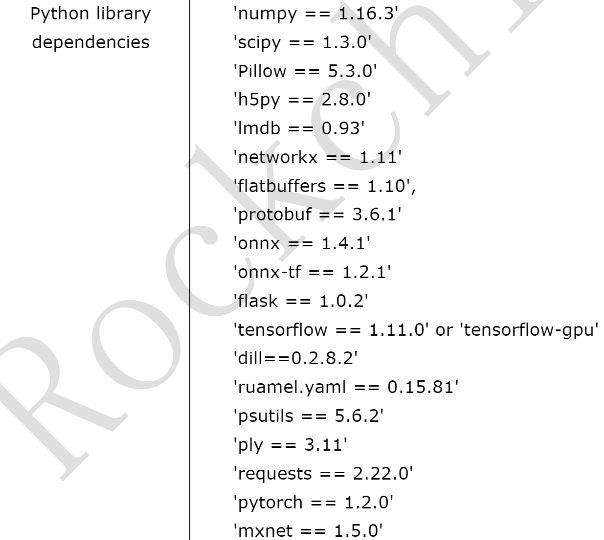 Python library
dependencies
'numpy == 1.16.3'
'scipy == 1.3.0'
'Pillow == 5.3.0'
'h5py == 2.8.0'
'lmdb == 0.93'
'networkx == 1.11'
'flatbuffers == 1.10',
'protobuf == 3.6.1'
'onnx == 1.4.1'
'onnx-tf == 1.2.1'
'flask == 1.0.2'
'tensorflow == 1.11.0' or 'tensorflow-gpu'
'dill==0.2.8.2'
'ruamel.yaml == 0.15.81'
'psutils == 5.6.2'
'ply == 3.11'
'requests == 2.22.0'
'pytorch == 1.2.0'
'mxnet == 1.5.0'
Rockch